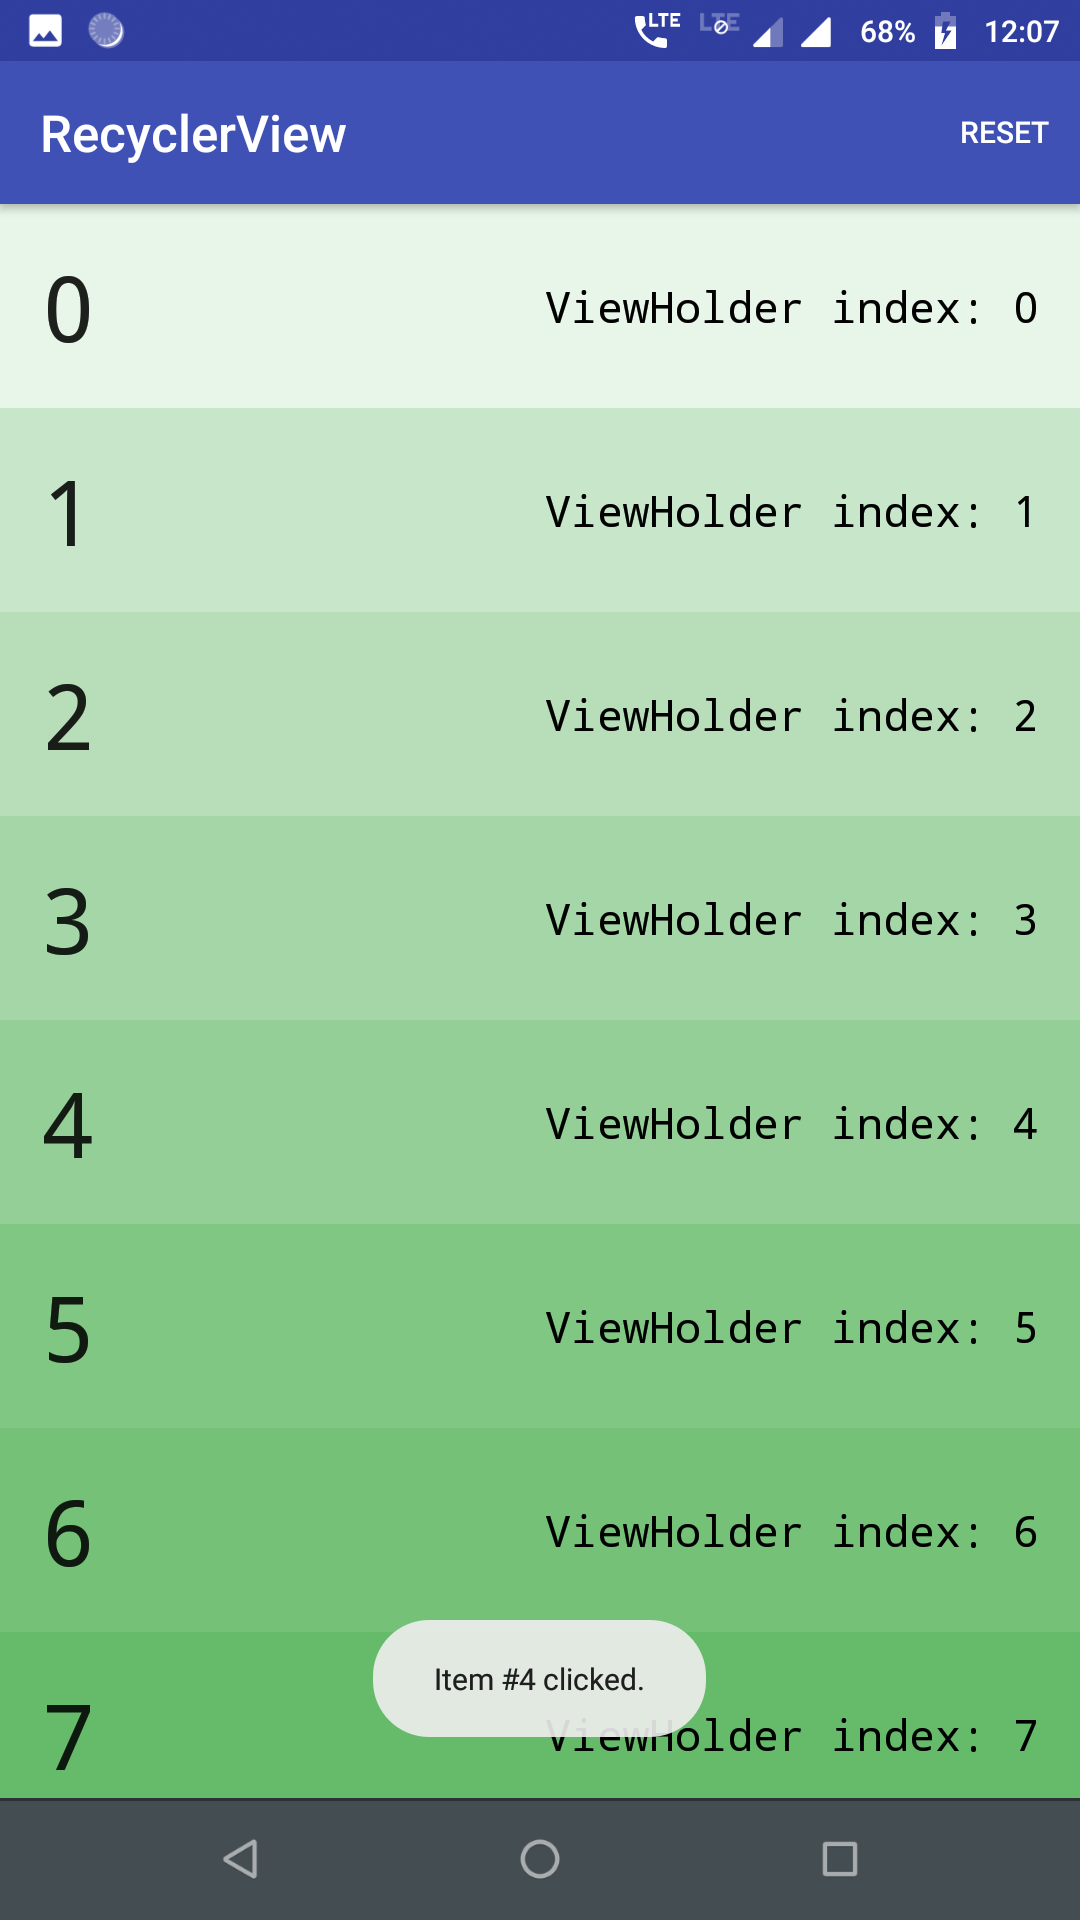 LTE LTE 68% 12:07
RecyclerView RESET
0 ViewHolder index: 0
1 ViewHolder index: 1
2 ViewHolder index: 2
3 ViewHolder index: 3
4 ViewHolder index: 4
5 ViewHolder index: 5
6 ViewHolder index: 6
Item #4 clicked.
7 ViewHolder index: 7